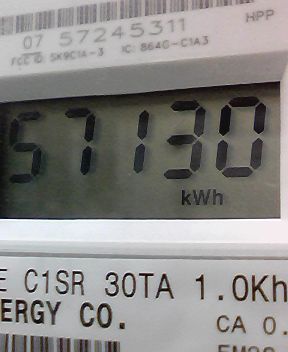 HPP
07 57245311
FCC ID: SK9C1A-3 IC: 864G-C1A3
57130
kWh
E C1SR 30TA 1.0Kh
ERGY CO.
CA 0.